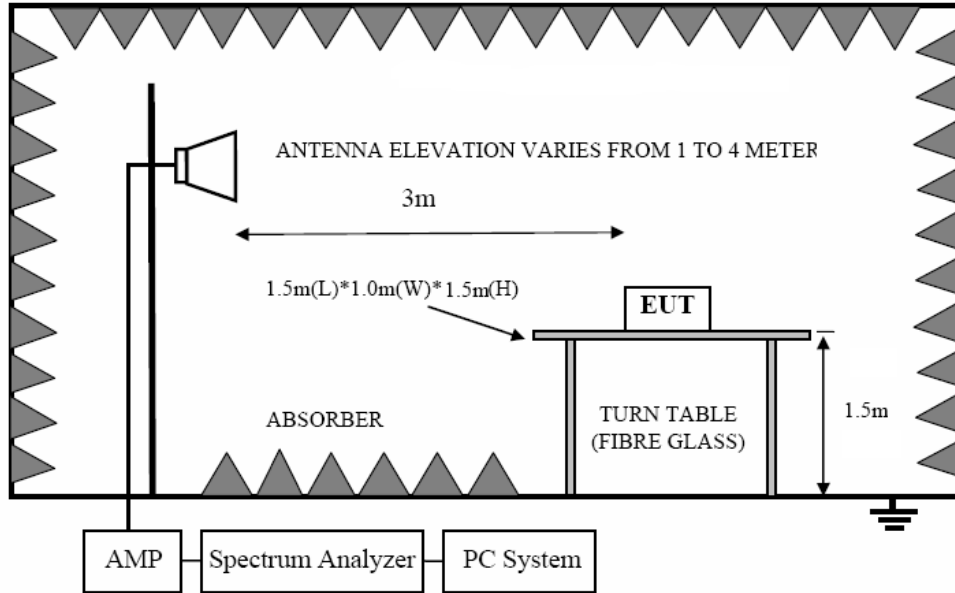 ANTENNA ELEVATION VARIES FROM 1 TO 4 METER
3m
1.5m(L)*1.0m(W)*1.5m(H)
EUT
1.5m
TURN TABLE
(FIBRE GLASS)
ABSORBER
AMP
Spectrum Analyzer
PC System